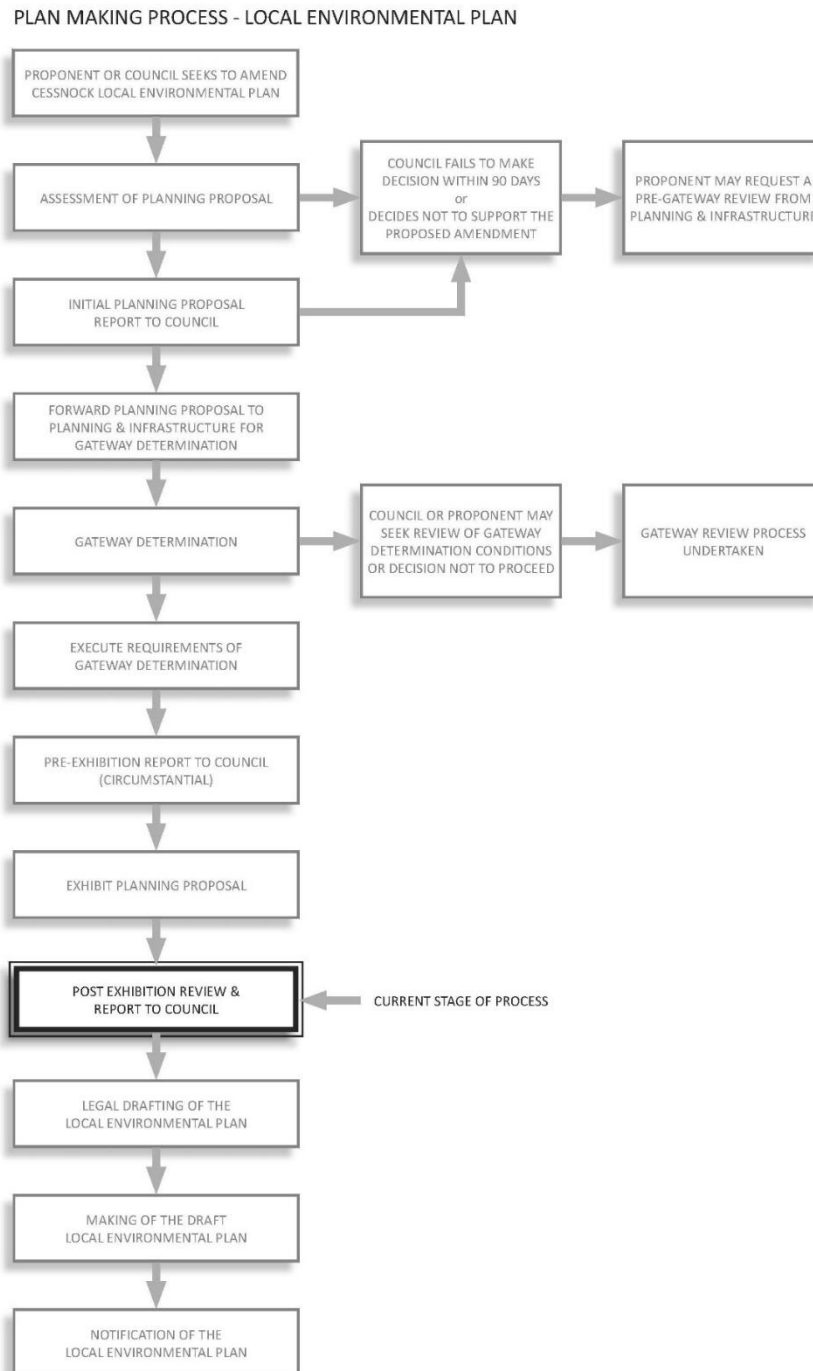 PLAN MAKING PROCESS - LOCAL ENVIRONMENTAL PLAN
PROPONENT OR COUNCIL SEEKS TO AMEND
CESSNOCK LOCAL ENVIRONMENTAL PLAN
ASSESSMENT OF PLANNING PROPOSAL
COUNCIL FAILS TO MAKE
DECISION WITHIN 90 DAYS
or
DECIDES NOT TO SUPPORT THE
PROPOSED AMENDMENT
PROPONENT MAY REQUEST A
PRE-GATEWAY REVIEW FROM
PLANNING & INFRASTRUCTURE
INITIAL PLANNING PROPOSAL
REPORT TO COUNCIL
FORWARD PLANNING PROPOSAL TO
PLANNING & INFRASTRUCTURE FOR
GATEWAY DETERMINATION
GATEWAY DETERMINATION
COUNCIL OR PROPONENT MAY
SEEK REVIEW OF GATEWAY
DETERMINATION CONDITIONS
OR DECISION NOT TO PROCEED
GATEWAY REVIEW PROCESS
UNDERTAKEN
EXECUTE REQUIREMENTS OF
GATEWAY DETERMINATION
PRE-EXHIBITION REPORT TO COUNCIL
(CIRCUMSTANTIAL)
EXHIBIT PLANNING PROPOSAL
POST EXHIBITION REVIEW &
REPORT TO COUNCIL
CURRENT STAGE OF PROCESS
LEGAL DRAFTING OF THE
LOCAL ENVIRONMENTAL PLAN
MAKING OF THE DRAFT
LOCAL ENVIRONMENTAL PLAN
NOTIFICATION OF THE
LOCAL ENVIRONMENTAL PLAN